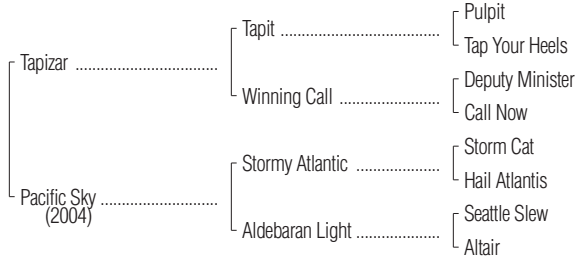 Pulpit
Tapit ........................................
Tap Your Heels
Tapizar .......................................
Deputy Minister
Winning Call ............................
Call Now
Storm Cat
Stormy Atlantic .......................
Hail Atlantis
Pacific Sky ................................
(2004)
Seattle Slew
Aldebaran Light .......................
Altair